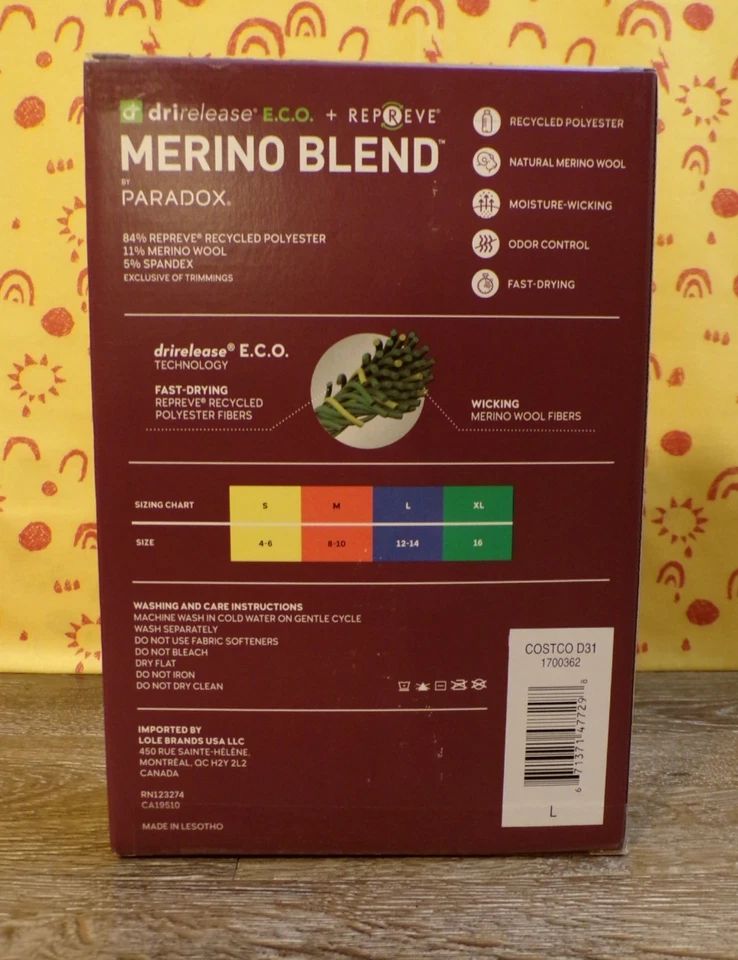 drirelease® E.C.O. + REPREVE®
MERINO BLEND™
BY
PARADOX®
84% REPREVE® RECYCLED POLYESTER
11% MERINO WOOL
5% SPANDEX
EXCLUSIVE OF TRIMMINGS
RECYCLED POLYESTER
NATURAL MERINO WOOL
MOISTURE-WICKING
ODOR CONTROL
FAST-DRYING
drirelease® E.C.O.
TECHNOLOGY
FAST-DRYING
REPREVE® RECYCLED
POLYESTER FIBERS
WICKING
MERINO WOOL FIBERS
SIZING CHART S M L XL
SIZE 4-6 8-10 12-14 16
WASHING AND CARE INSTRUCTIONS
MACHINE WASH IN COLD WATER ON GENTLE CYCLE
WASH SEPARATELY
DO NOT USE FABRIC SOFTENERS
DO NOT BLEACH
DRY FLAT
DO NOT IRON
DO NOT DRY CLEAN
IMPORTED BY
LOLE BRANDS USA LLC
450 RUE SAINTE-HÉLÈNE,
MONTRÉAL, QC H2Y 2L2
CANADA
RN123274
CA19510
MADE IN LESOTHO
COSTCO D31
1700362
6 71371 47729 8
L